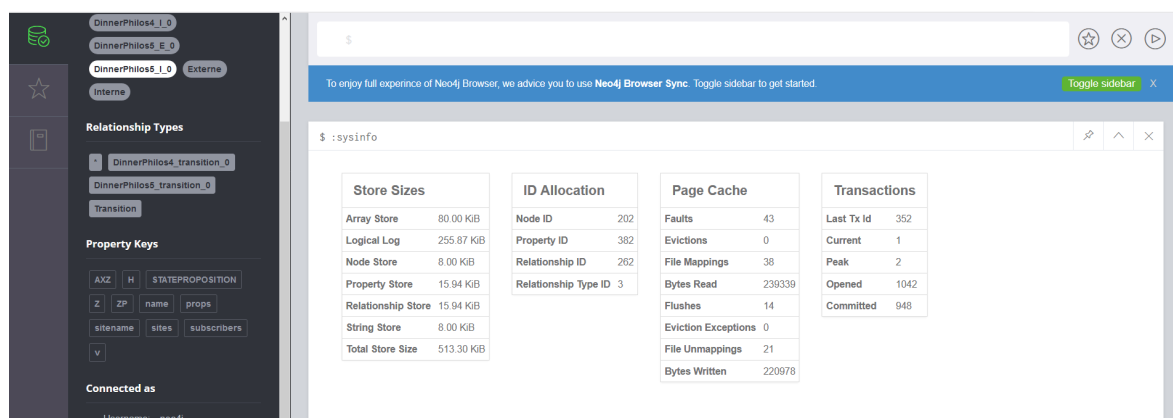 DinnerPhilos4_I_0
DinnerPhilos5_E_0
DinnerPhilos5_I_0 Externe
Interne
Relationship Types
* DinnerPhilos4_transition_0
DinnerPhilos5_transition_0
Transition
Property Keys
AXZ H STATEPROPOSITION
Z ZP name props
sitename sites subscribers
v
Connected as
Username: neo4j
$
To enjoy full experince of Neo4j Browser, we advice you to use Neo4j Browser Sync. Toggle sidebar to get started. Toggle sidebar X
$ :sysinfo
Store Sizes
Array Store 80.00 KiB
Logical Log 255.87 KiB
Node Store 8.00 KiB
Property Store 15.94 KiB
Relationship Store 15.94 KiB
String Store 8.00 KiB
Total Store Size 513.30 KiB
ID Allocation
Node ID 202
Property ID 382
Relationship ID 262
Relationship Type ID 3
Page Cache
Faults 43
Evictions 0
File Mappings 38
Bytes Read 239339
Flushes 14
Eviction Exceptions 0
File Unmappings 21
Bytes Written 220978
Transactions
Last Tx Id 352
Current 1
Peak 2
Opened 1042
Committed 948